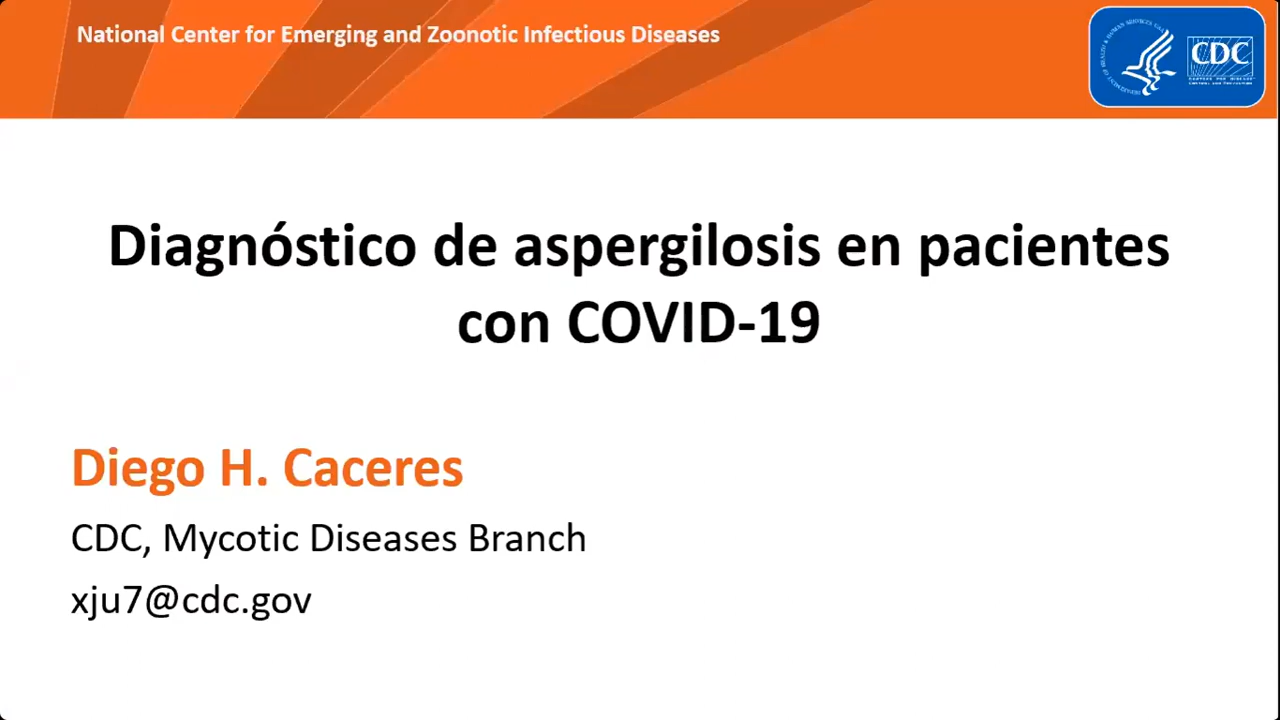 National Center for Emerging and Zoonotic Infectious Diseases
CDC
Diagnóstico de aspergilosis en pacientes
con COVID-19
Diego H. Caceres
CDC, Mycotic Diseases Branch
xju7@cdc.gov